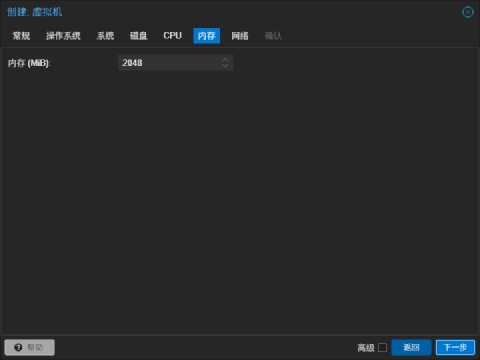 创建: 虚拟机
常规 操作系统 系统 磁盘 CPU 内存 网络 确认
内存 (MiB): 2048
帮助 高级 返回 下一步